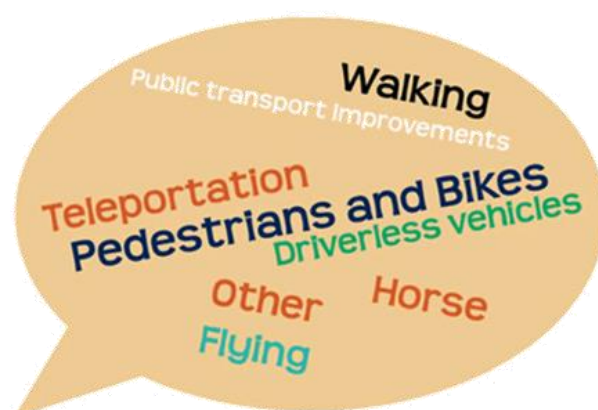 Walking
Public transport improvements
Teleportation
Pedestrians and Bikes
Driverless vehicles
Other
Horse
Flying